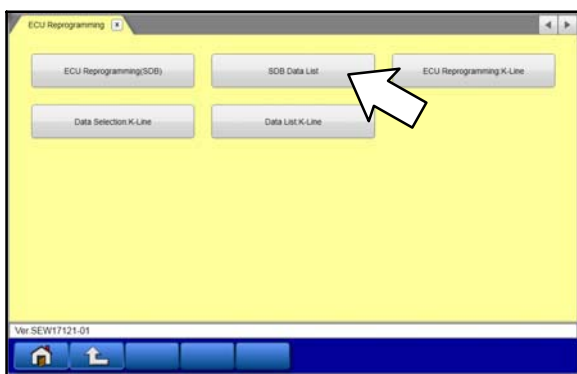 ECU Reprogramming
ECU Reprogramming(SDB)
SDB Data List
ECU Reprogramming:K-Line
Data Selection:K-Line
Data List:K-Line
Ver.SEW17121-01